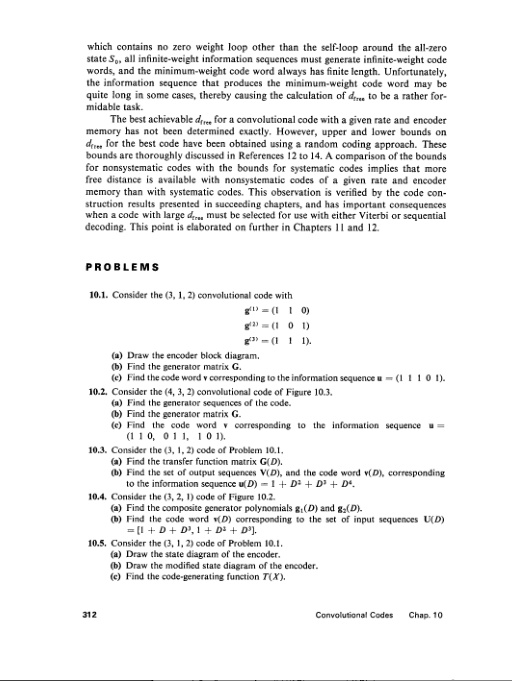 which contains no zero weight loop other than the self-loop around the all-zero
state S₀, all infinite-weight information sequences must generate infinite-weight code
words, and the minimum-weight code word always has finite length. Unfortunately,
the information sequence that produces the minimum-weight code word may be
quite long in some cases, thereby causing the calculation of d_free to be a rather for-
midable task.
The best achievable d_free for a convolutional code with a given rate and encoder
memory has not been determined exactly. However, upper and lower bounds on
d_free for the best code have been obtained using a random coding approach. These
bounds are thoroughly discussed in References 12 to 14. A comparison of the bounds
for nonsystematic codes with the bounds for systematic codes implies that more
free distance is available with nonsystematic codes of a given rate and encoder
memory than with systematic codes. This observation is verified by the code con-
struction results presented in succeeding chapters, and has important consequences
when a code with large d_free must be selected for use with either Viterbi or sequential
decoding. This point is elaborated on further in Chapters 11 and 12.
PROBLEMS
10.1. Consider the (3, 1, 2) convolutional code with
g⁽¹⁾ = (1 1 0)
g⁽²⁾ = (1 0 1)
g⁽³⁾ = (1 1 1).
(a) Draw the encoder block diagram.
(b) Find the generator matrix G.
(c) Find the code word v corresponding to the information sequence u = (1 1 1 0 1).
10.2. Consider the (4, 3, 2) convolutional code of Figure 10.3.
(a) Find the generator sequences of the code.
(b) Find the generator matrix G.
(c) Find the code word v corresponding to the information sequence u =
(1 1 0, 0 1 1, 1 0 1).
10.3. Consider the (3, 1, 2) code of Problem 10.1.
(a) Find the transfer function matrix G(D).
(b) Find the set of output sequences V(D), and the code word v(D), corresponding
to the information sequence u(D) = 1 + D² + D³ + D⁴.
10.4. Consider the (3, 2, 1) code of Figure 10.2.
(a) Find the composite generator polynomials g₁(D) and g₂(D).
(b) Find the code word v(D) corresponding to the set of input sequences U(D)
= [1 + D + D³, 1 + D² + D³].
10.5. Consider the (3, 1, 2) code of Problem 10.1.
(a) Draw the state diagram of the encoder.
(b) Draw the modified state diagram of the encoder.
(c) Find the code-generating function T(X).
312 Convolutional Codes Chap. 10